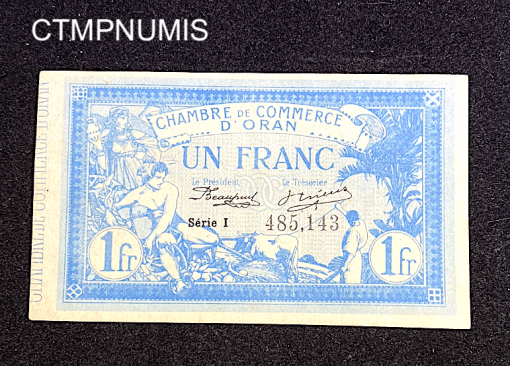 CTMPNUMIS
CHAMBRE DE COMMERCE
D'ORAN
UN FRANC
Le Président Le Trésorier
Série I 485,143
1fr 1fr